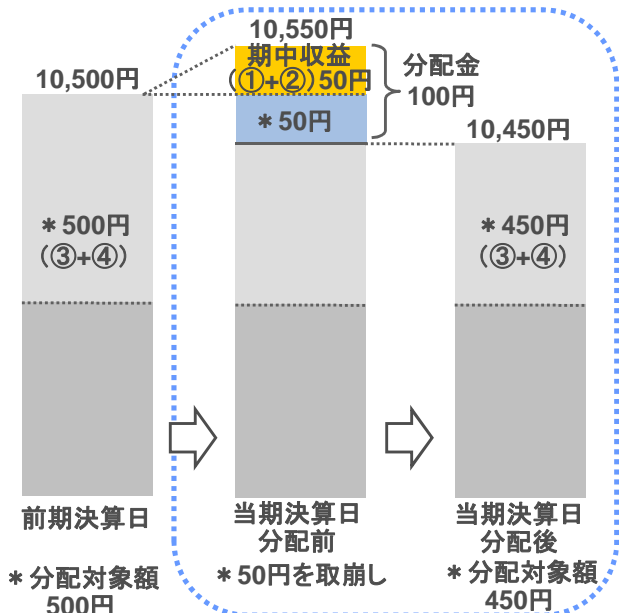 10,550円
期中収益
(①+②)50円
分配金
100円
10,500円
＊50円
10,450円
＊500円
(③+④)
＊450円
(③+④)
前期決算日
当期決算日
分配前
当期決算日
分配後
＊分配対象額
500円
＊50円を取崩し
＊分配対象額
450円